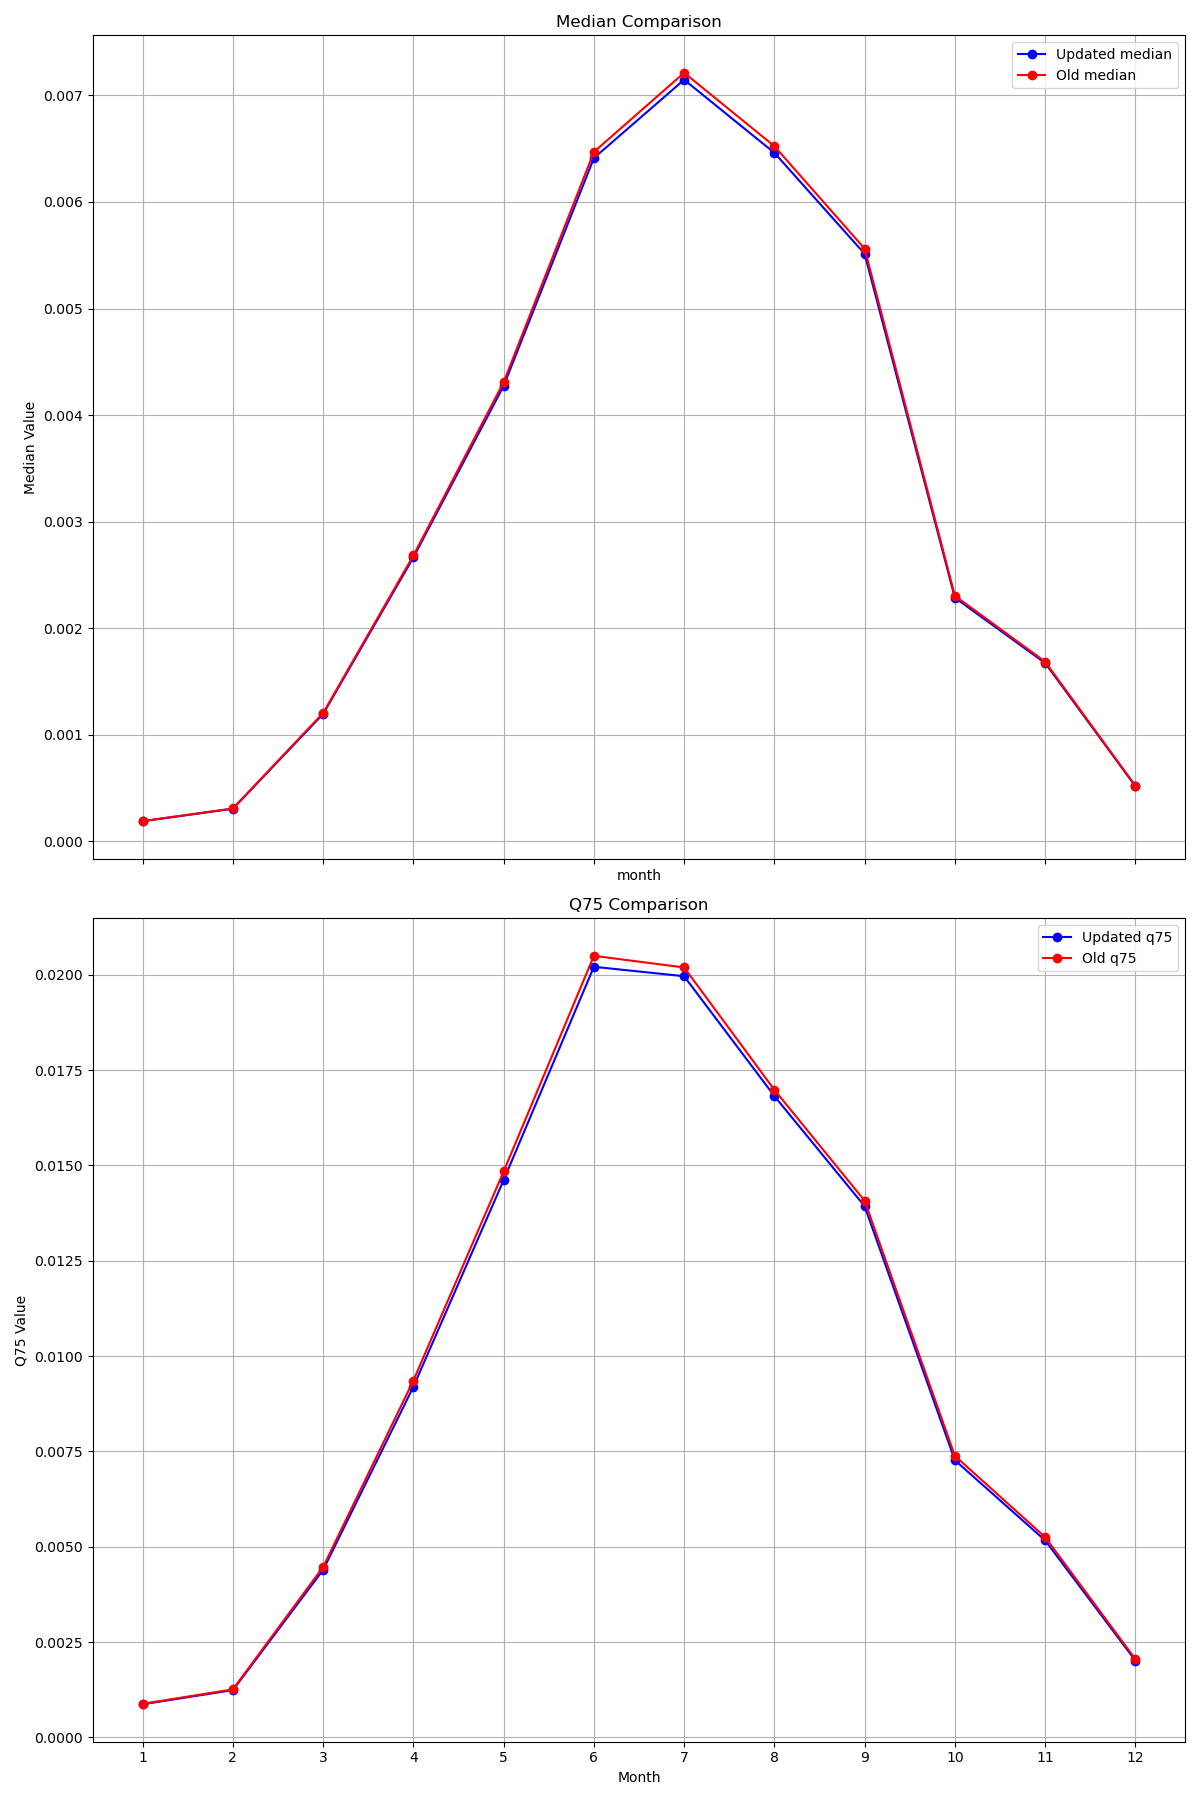 Median Comparison
Updated median
Old median
0.007
0.006
0.005
0.004
0.003
0.002
0.001
0.000
Median Value
month
Q75 Comparison
Updated q75
Old q75
0.0200
0.0175
0.0150
0.0125
0.0100
0.0075
0.0050
0.0025
0.0000
Q75 Value
1 2 3 4 5 6 7 8 9 10 11 12
Month